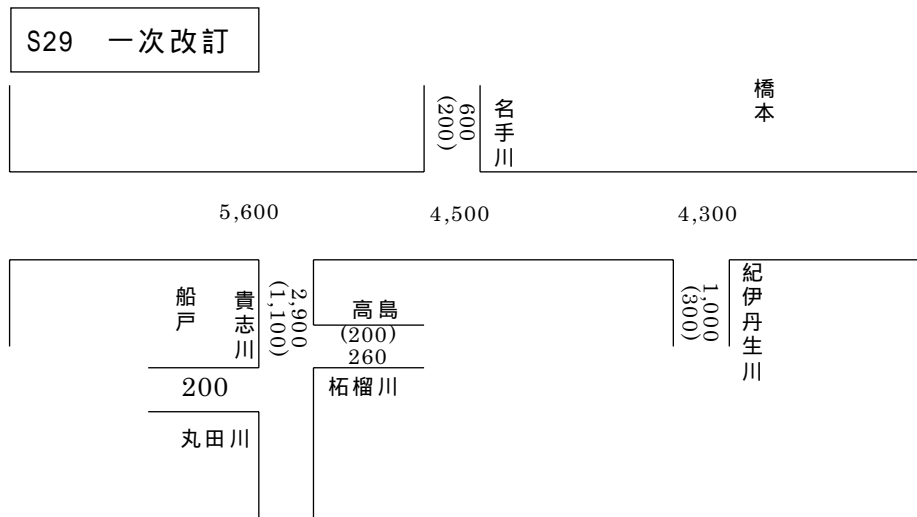 S29 一次改訂
橋本
600
(200)
名手川
5,600
4,500
4,300
船戸
貴志川
2,900
(1,100)
高島
(200)
260
柘榴川
1,000
(300)
紀伊丹生川
200
丸田川